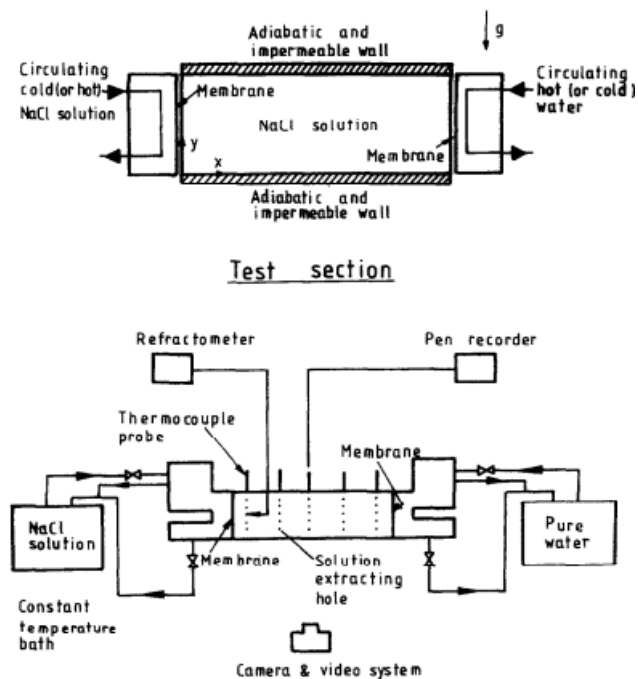 Adiabatic and
impermeable wall
g
Circulating
cold(or hot)
NaCl solution
Membrane
NaCl solution
Circulating
hot (or cold)
water
Membrane
y
x
Adiabatic and
impermeable wall
Test section
Refractometer
Pen recorder
Thermocouple
probe
Membrane
NaCl
solution
Pure
water
Membrane
Solution
extracting
hole
Constant
temperature
bath
Camera & video system